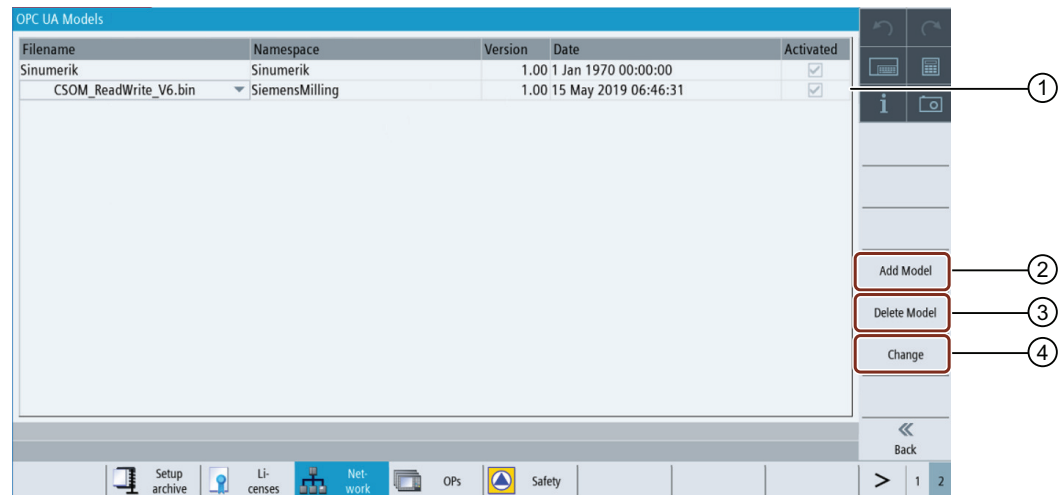 OPC UA Models
Filename Namespace Version Date Activated
Sinumerik Sinumerik 1.00 1 Jan 1970 00:00:00
CSOM_ReadWrite_V6.bin SiemensMilling 1.00 15 May 2019 06:46:31
1
i
Add Model
2
Delete Model
3
Change
4
Back
Setup
archive
Li-
censes
Net-
work
OPs
Safety
> 1 2